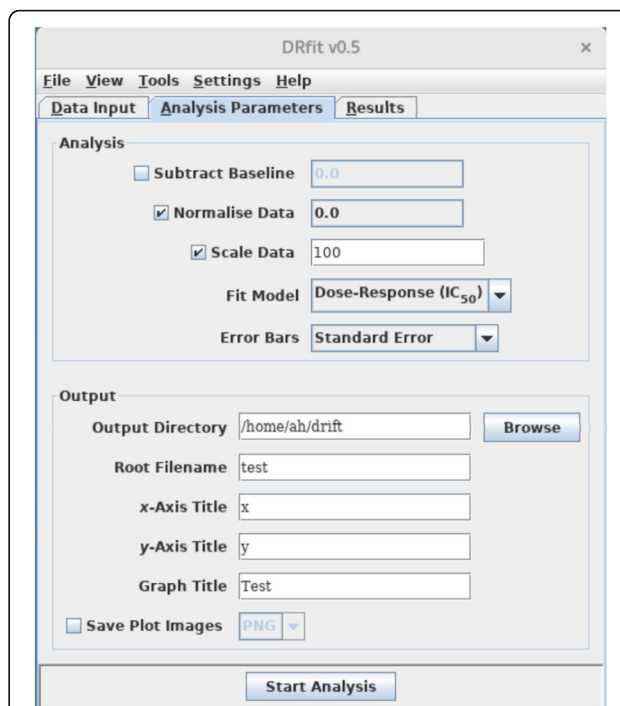 DRfit v0.5 ×
File View Tools Settings Help
Data Input Analysis Parameters Results
Analysis
Subtract Baseline 0.0
Normalise Data 0.0
Scale Data 100
Fit Model Dose-Response (IC50)
Error Bars Standard Error
Output
Output Directory /home/ah/drift Browse
Root Filename test
x-Axis Title x
y-Axis Title y
Graph Title Test
Save Plot Images PNG
Start Analysis